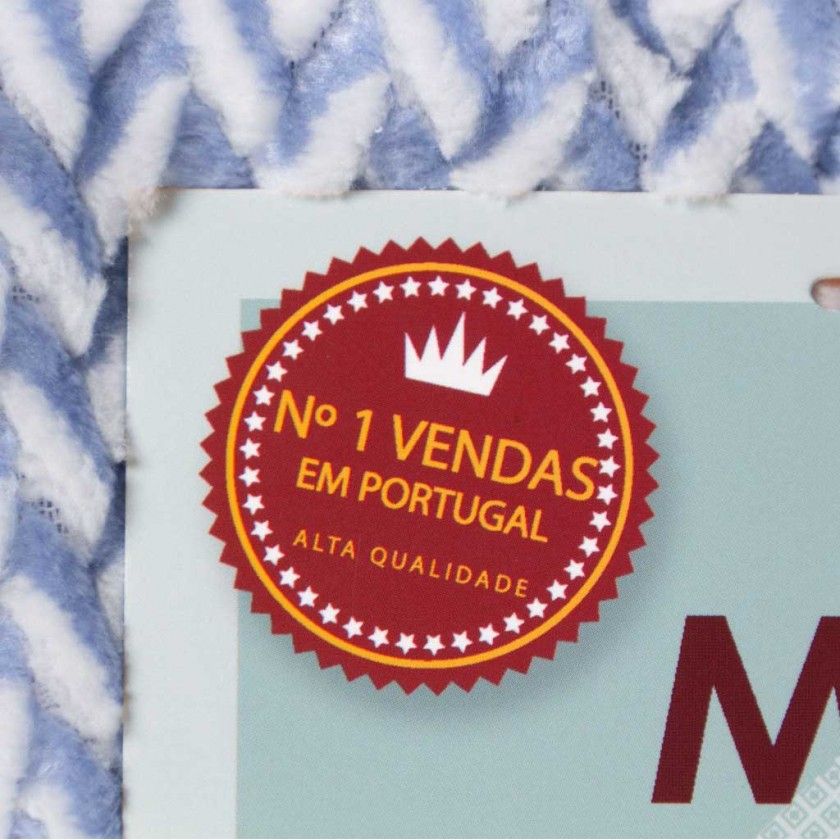 Nº 1 VENDAS
EM PORTUGAL
ALTA QUALIDADE
M